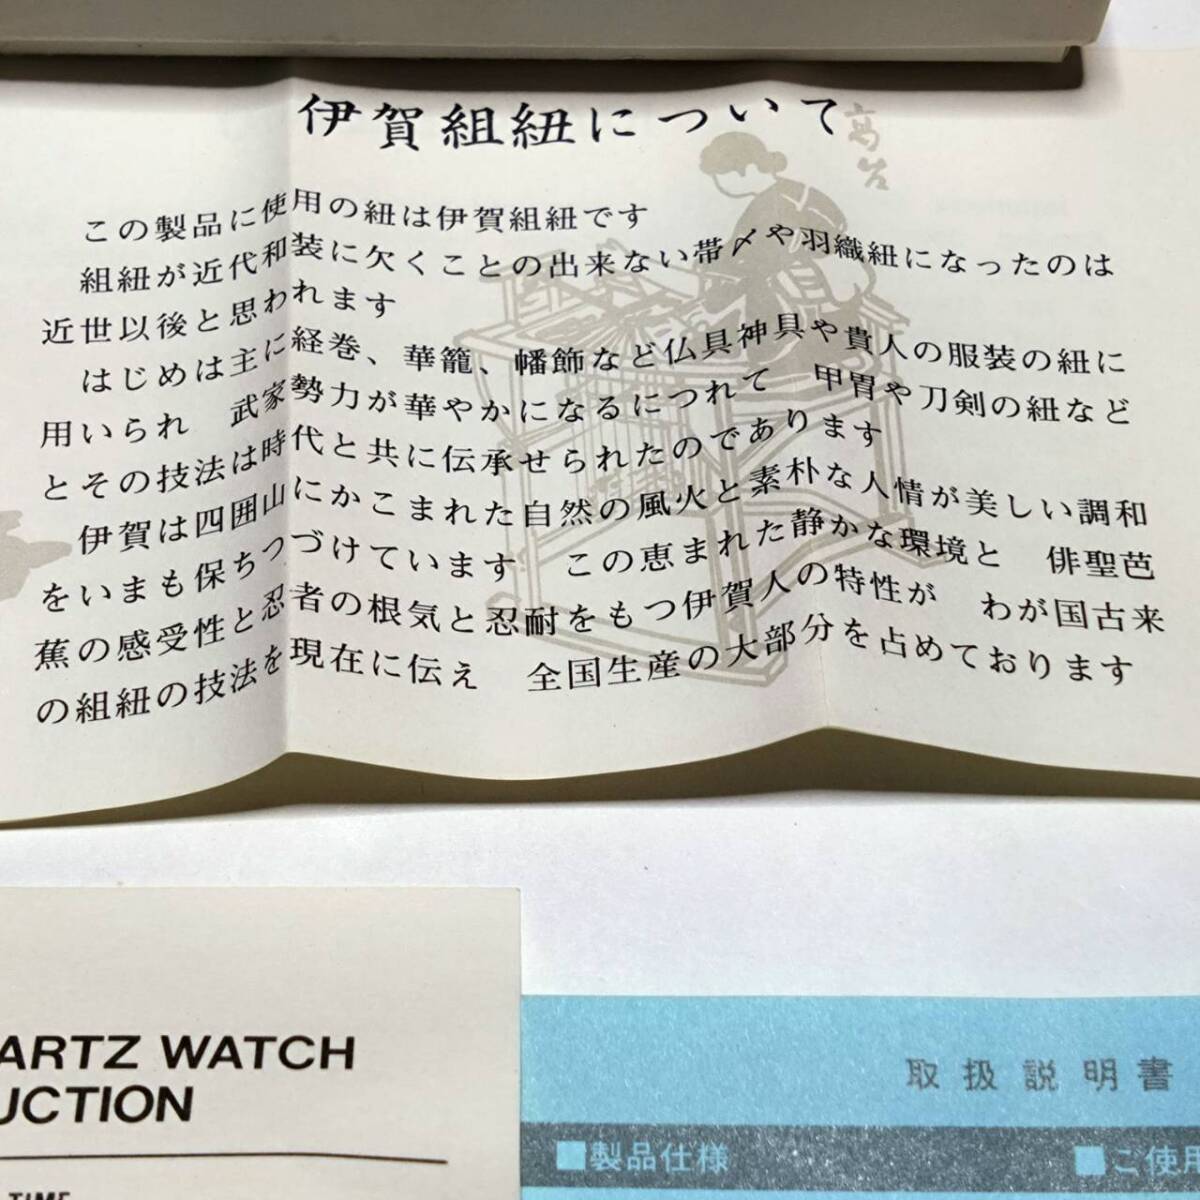 伊賀組紐について
この製品に使用の紐は伊賀組紐です
組紐が近代和装に欠くことの出来ない帯〆や羽織紐になったのは
近世以後と思われます
はじめは主に経巻、華籠、幡飾など仏具神具や貴人の服装の紐に
用いられ　武家勢力が華やかになるにつれて　甲冑や刀剣の紐など
とその技法は時代と共に伝承せられたのであります
伊賀は四囲山にかこまれた自然の風火と素朴な人情が美しい調和
をいまも保ちつづけています　この恵まれた静かな環境と　俳聖芭
蕉の感受性と忍者の根気と忍耐をもつ伊賀人の特性が　わが国古来
の組紐の技法を現在に伝え　全国生産の大部分を占めております
ARTZ WATCH
UCTION
TIME
取扱説明書
■製品仕様
■ご使用